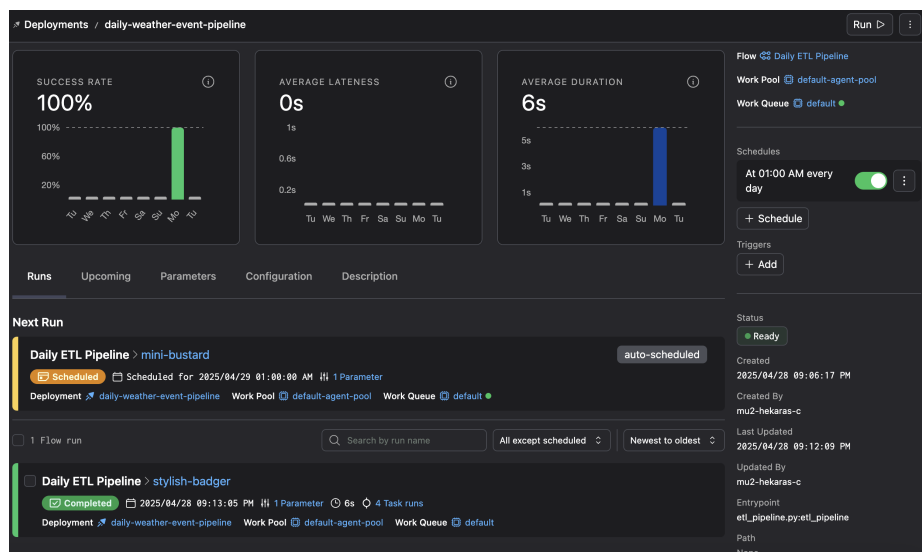 Deployments / daily-weather-event-pipeline
Run
SUCCESS RATE
100%
100%
60%
20%
Tu We Th Fr Sa Su Mo Tu
AVERAGE LATENESS
0s
1s
0.6s
0.2s
Tu We Th Fr Sa Su Mo Tu
AVERAGE DURATION
6s
5s
3s
1s
Tu We Th Fr Sa Su Mo Tu
Flow Daily ETL Pipeline
Work Pool default-agent-pool
Work Queue default
Schedules
At 01:00 AM every
day
+ Schedule
Triggers
+ Add
Runs Upcoming Parameters Configuration Description
Next Run
Daily ETL Pipeline > mini-bustard
auto-scheduled
Scheduled Scheduled for 2025/04/29 01:00:00 AM 1 Parameter
Deployment daily-weather-event-pipeline Work Pool default-agent-pool Work Queue default
1 Flow run
Search by run name
All except scheduled
Newest to oldest
Daily ETL Pipeline > stylish-badger
Completed 2025/04/28 09:13:05 PM 1 Parameter 6s 4 Task runs
Deployment daily-weather-event-pipeline Work Pool default-agent-pool Work Queue default
Status
Ready
Created
2025/04/28 09:06:17 PM
Created By
mu2-hekaras-c
Last Updated
2025/04/28 09:12:09 PM
Updated By
mu2-hekaras-c
Entrypoint
etl_pipeline.py:etl_pipeline
Path